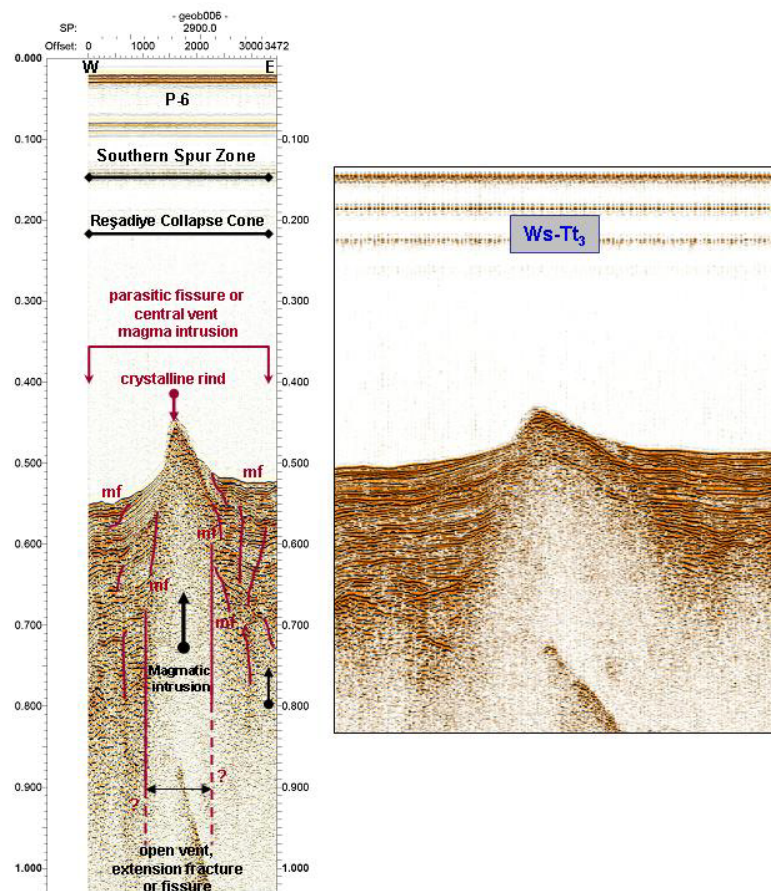 - geob006 -
SP: 2900.0
Offset: 0 1000 2000 3000 3472
W E
0.000
P-6
0.100 0.100
Southern Spur Zone
0.200 0.200
Reşadiye Collapse Cone
Ws-Tt₃
0.300 0.300
parasitic fissure or
central vent
magma intrusion
crystalline rind
0.400 0.400
mf mf
0.500 0.500
mf
0.600 0.600
mf
mf
0.700 0.700
Magmatic
intrusion
0.800 0.800
?
0.900 0.900
?
open vent,
extension fracture
or fissure
1.000 1.000